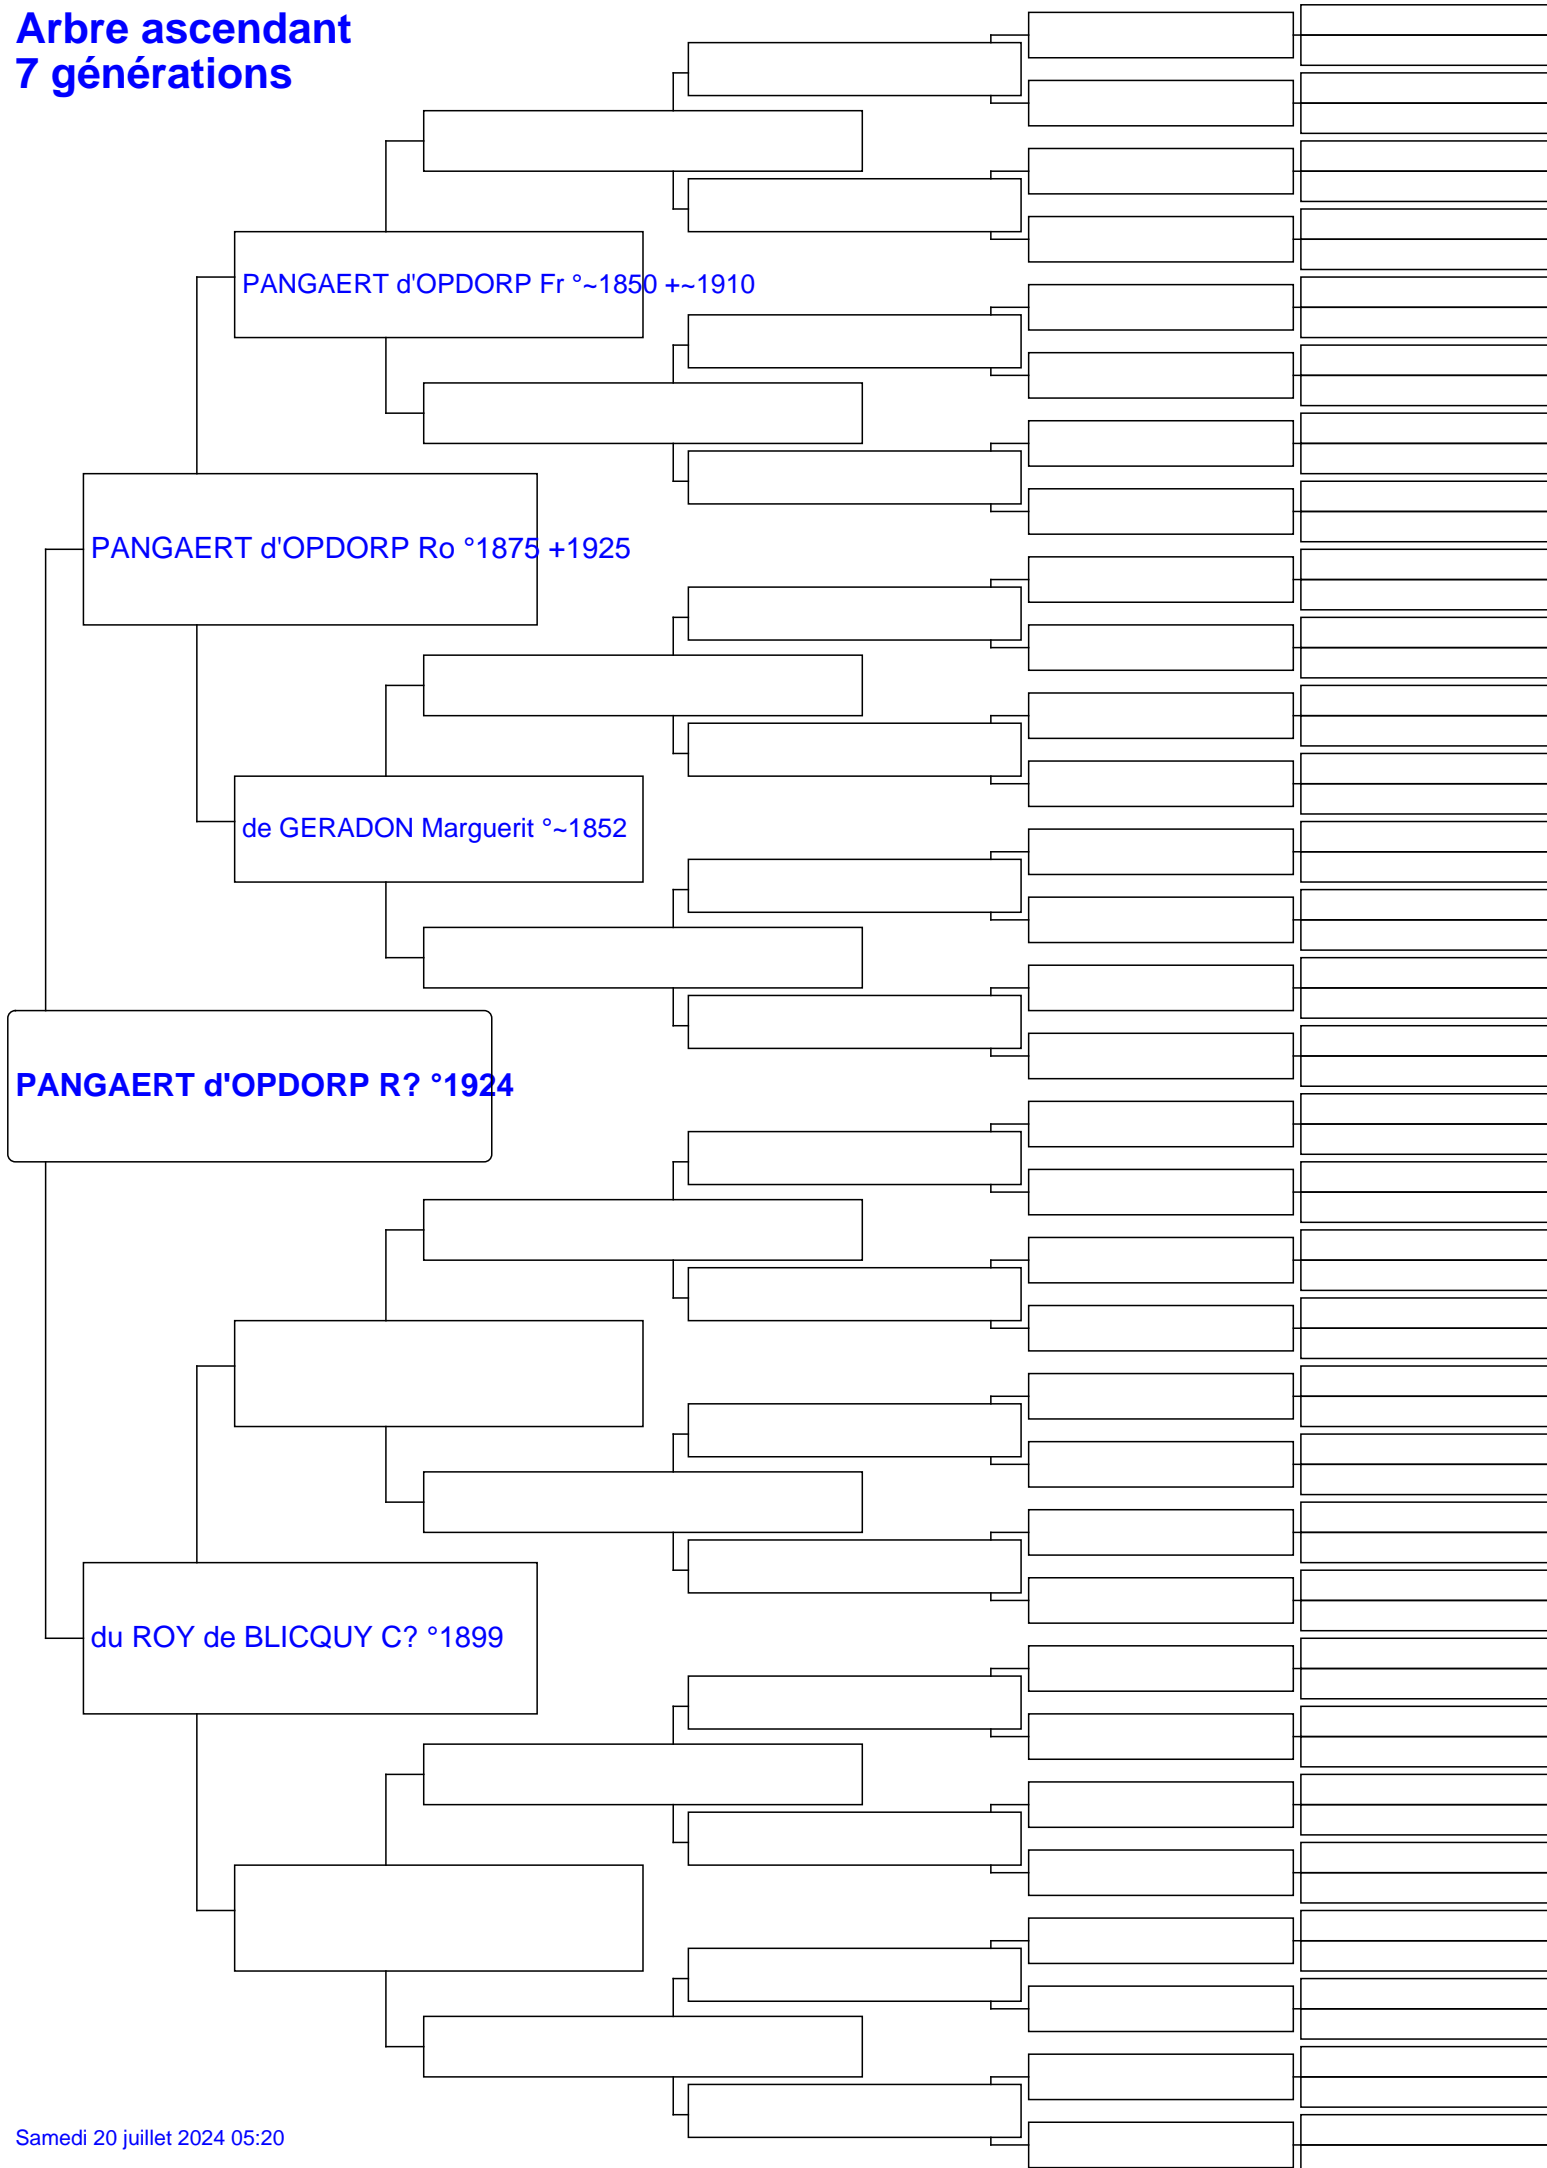 Arbre ascendant
7 générations
PANGAERT d'OPDORP Fr °~1850 +~1910
PANGAERT d'OPDORP Ro °1875 +1925
de GERADON Marguerit °~1852
PANGAERT d'OPDORP R? °1924
du ROY de BLICQUY C? °1899
Samedi 20 juillet 2024 05:20